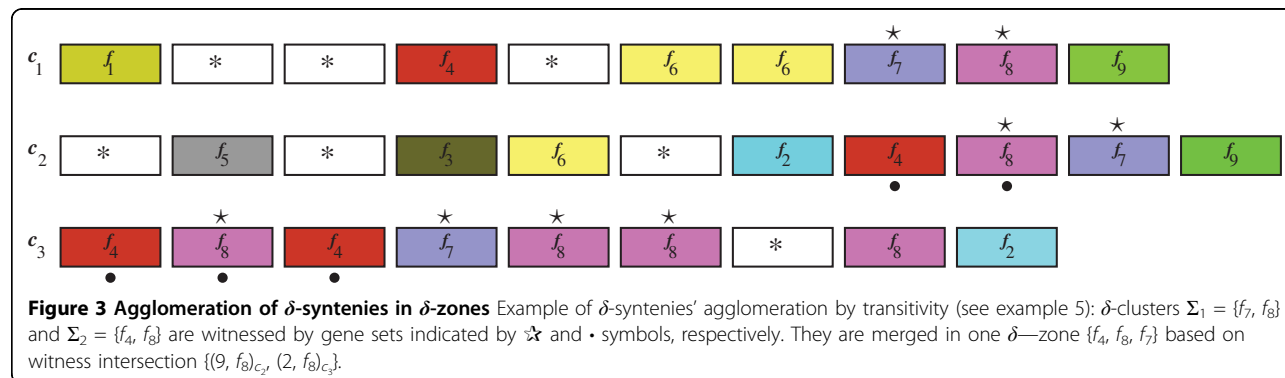 ★ ★
c1 f1 * * f4 * f6 f6 f7 f8 f9
★ ★
c2 * f5 * f3 f6 * f2 f4 f8 f7 f9
• •
★ ★ ★ ★
c3 f4 f8 f4 f7 f8 f8 * f8 f2
• • •
Figure 3 Agglomeration of δ-syntenies in δ-zones Example of δ-syntenies’ agglomeration by transitivity (see example 5): δ-clusters Σ1 = {f7, f8}
and Σ2 = {f4, f8} are witnessed by gene sets indicated by ✰ and • symbols, respectively. They are merged in one δ—zone {f4, f8, f7} based on
witness intersection {(9, f8)c2, (2, f8)c3}.